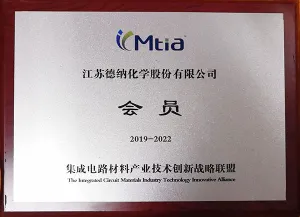 iCMtia
江苏德纳化学股份有限公司
会员
2019-2022
集成电路材料产业技术创新战略联盟
The Integrated Circuit Materials Industry Technology Innovative Alliance